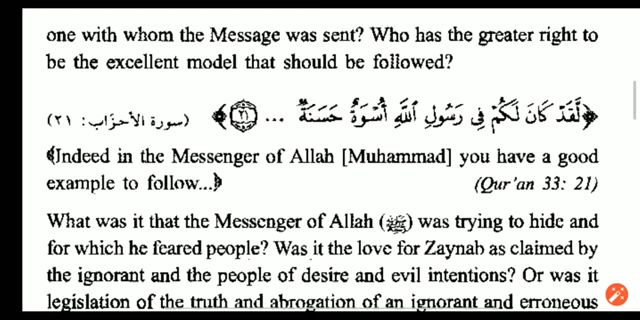 one with whom the Message was sent? Who has the greater right to
be the excellent model that should be followed?
﴿لَّقَدۡ كَانَ لَكُمۡ فِي رَسُولِ ٱللَّهِ أُسۡوَةٌ حَسَنَةٞ ... ﴿٢١﴾﴾ (سورة الأحزاب: ٢١)
﴾Indeed in the Messenger of Allah [Muhammad] you have a good
example to follow...﴿ (Qur'an 33: 21)
What was it that the Messenger of Allah (ﷺ) was trying to hide and
for which he feared people? Was it the love for Zaynab as claimed by
the ignorant and the people of desire and evil intentions? Or was it
legislation of the truth and abrogation of an ignorant and erroneous